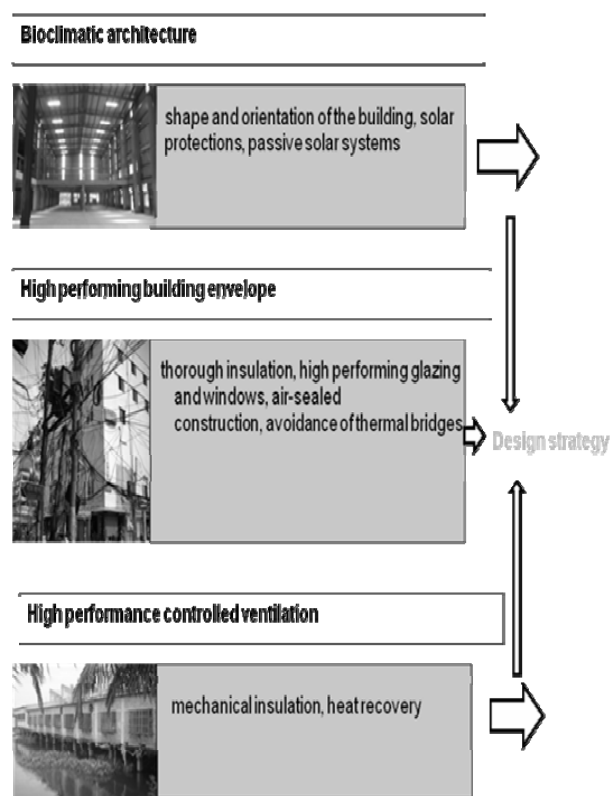 Bioclimatic architecture
shape and orientation of the building, solar
protections, passive solar systems
High performing building envelope
thorough insulation, high performing glazing
and windows, air-sealed
construction, avoidance of thermal bridges
Design strategy
High performance controlled ventilation
mechanical insulation, heat recovery